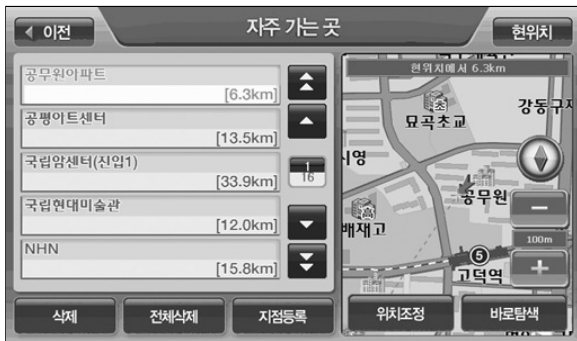 이전
자주 가는 곳
현위치
공무원아파트
[6.3km]
공평아트센터
[13.5km]
국립암센터(진입1)
[33.9km]
국립현대미술관
[12.0km]
NHN
[15.8km]
1
16
삭제
전체삭제
지점등록
현위치에서 6.3km
초
묘곡초교
강동구
시영
공무원
高
배재고
100m
5
고덕역
위치조정
바로탐색